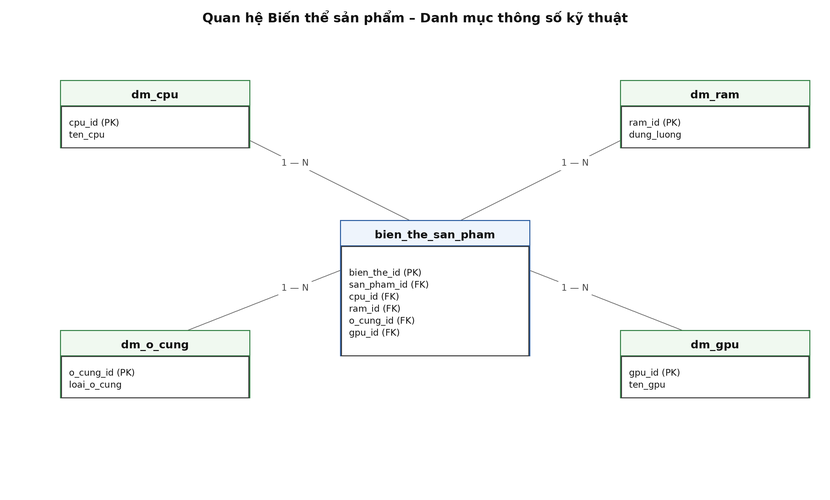 Quan hệ Biến thể sản phẩm – Danh mục thông số kỹ thuật
dm_cpu
cpu_id (PK)
ten_cpu
dm_ram
ram_id (PK)
dung_luong
1 — N
1 — N
bien_the_san_pham
bien_the_id (PK)
san_pham_id (FK)
cpu_id (FK)
ram_id (FK)
o_cung_id (FK)
gpu_id (FK)
1 — N
1 — N
dm_o_cung
o_cung_id (PK)
loai_o_cung
dm_gpu
gpu_id (PK)
ten_gpu